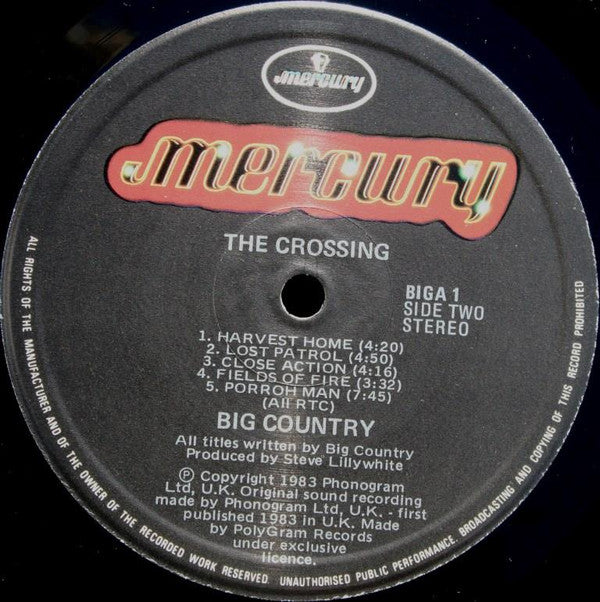 mercury
mercury
THE CROSSING
BIGA 1
SIDE TWO
STEREO
1. HARVEST HOME (4:20)
2. LOST PATROL (4:50)
3. CLOSE ACTION (4:16)
4. FIELDS OF FIRE (3:32)
5. PORROH MAN (7:45)
(All RTC)
BIG COUNTRY
All titles written by Big Country
Produced by Steve Lillywhite
Ⓟ Copyright 1983 Phonogram
Ltd, U.K. Original sound recording
made by Phonogram Ltd, U.K. - first
published 1983 in U.K. Made
by PolyGram Records
under exclusive
licence.
ALL RIGHTS OF THE MANUFACTURER AND OF THE OWNER OF THE RECORDED WORK RESERVED. UNAUTHORISED PUBLIC PERFORMANCE, BROADCASTING AND COPYING OF THIS RECORD PROHIBITED